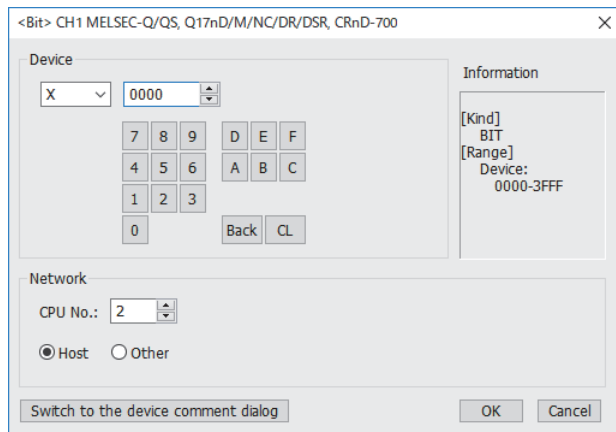 <Bit> CH1 MELSEC-Q/QS, Q17nD/M/NC/DR/DSR, CRnD-700
Device
X 0000
7 8 9 D E F
4 5 6 A B C
1 2 3
0 Back CL
Information
[Kind]
BIT
[Range]
Device:
0000-3FFF
Network
CPU No.: 2
Host Other
Switch to the device comment dialog OK Cancel